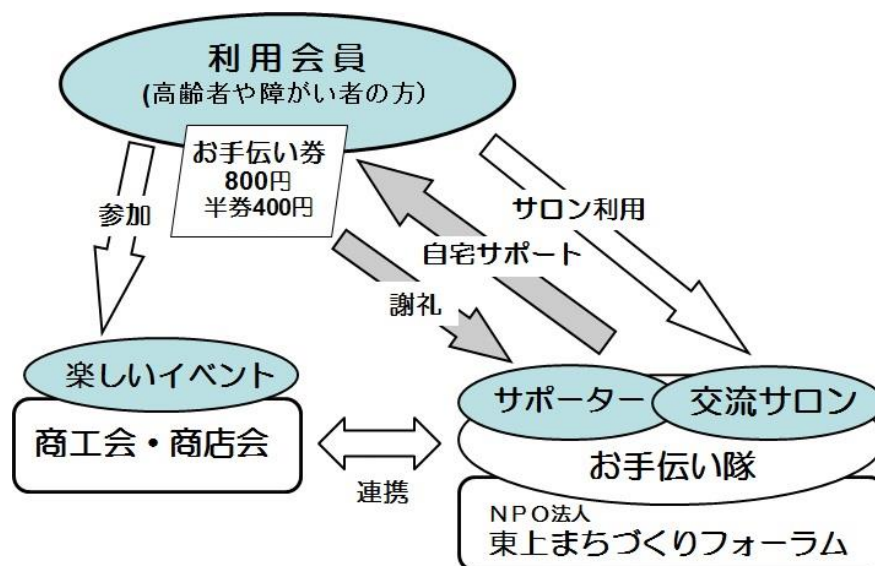 利用会員
(高齢者や障がい者の方)
お手伝い券
800円
半券400円
参加
サロン利用
自宅サポート
謝礼
楽しいイベント
商工会・商店会
連携
サポーター
交流サロン
お手伝い隊
NPO法人
東上まちづくりフォーラム